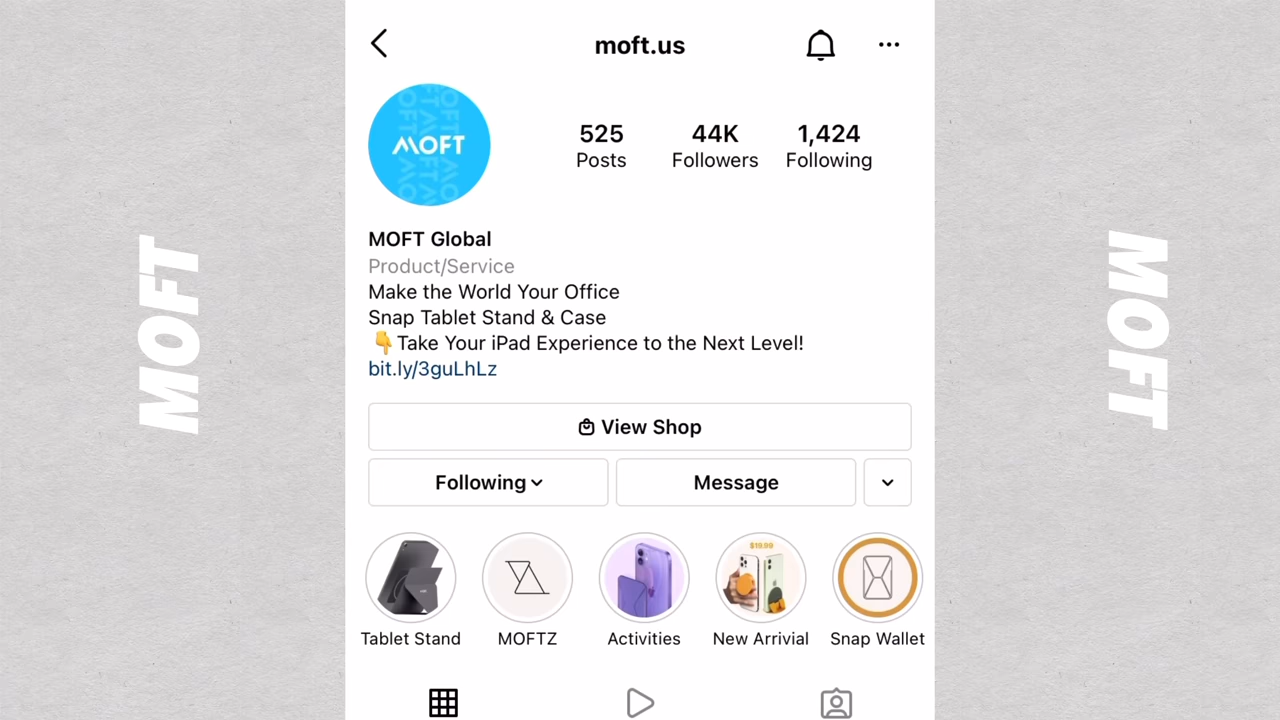 moft.us
MOFT
525
Posts
44K
Followers
1,424
Following
MOFT Global
Product/Service
Make the World Your Office
Snap Tablet Stand & Case
👇Take Your iPad Experience to the Next Level!
bit.ly/3guLhLz
View Shop
Following
Message
$19.99
Tablet Stand
MOFTZ
Activities
New Arrivial
Snap Wallet
MOFT
MOFT